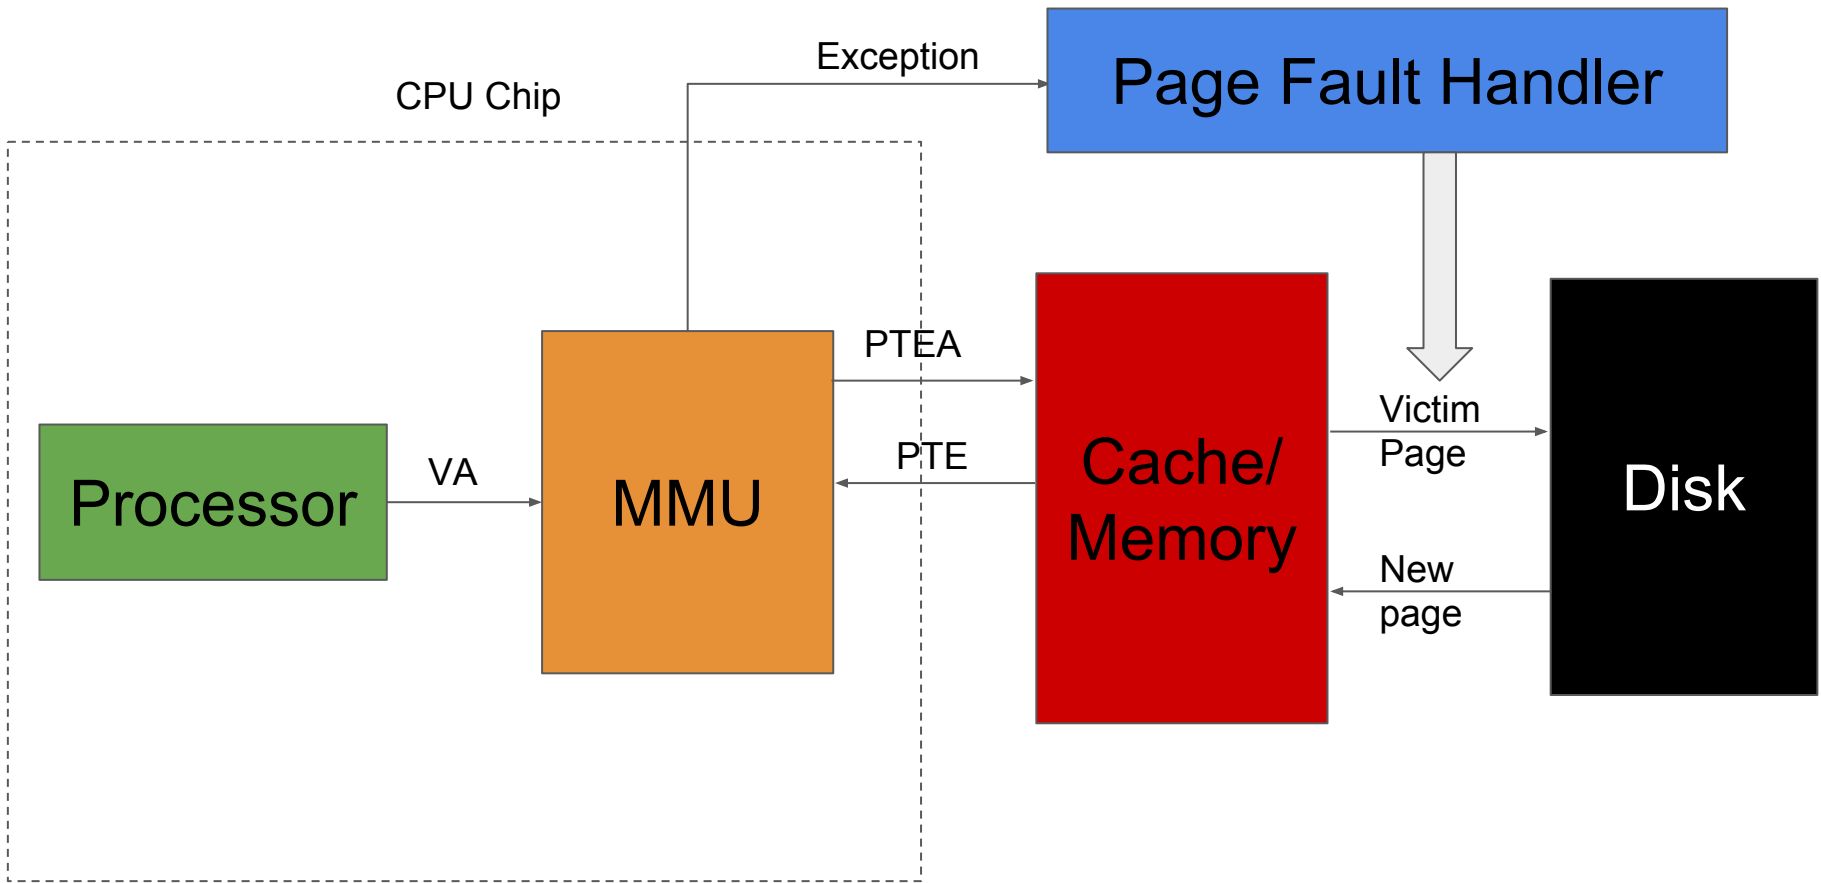 Exception
Page Fault Handler
CPU Chip
PTEA
Victim
Page
PTE
VA
Processor
MMU
Cache/
Memory
Disk
New
page